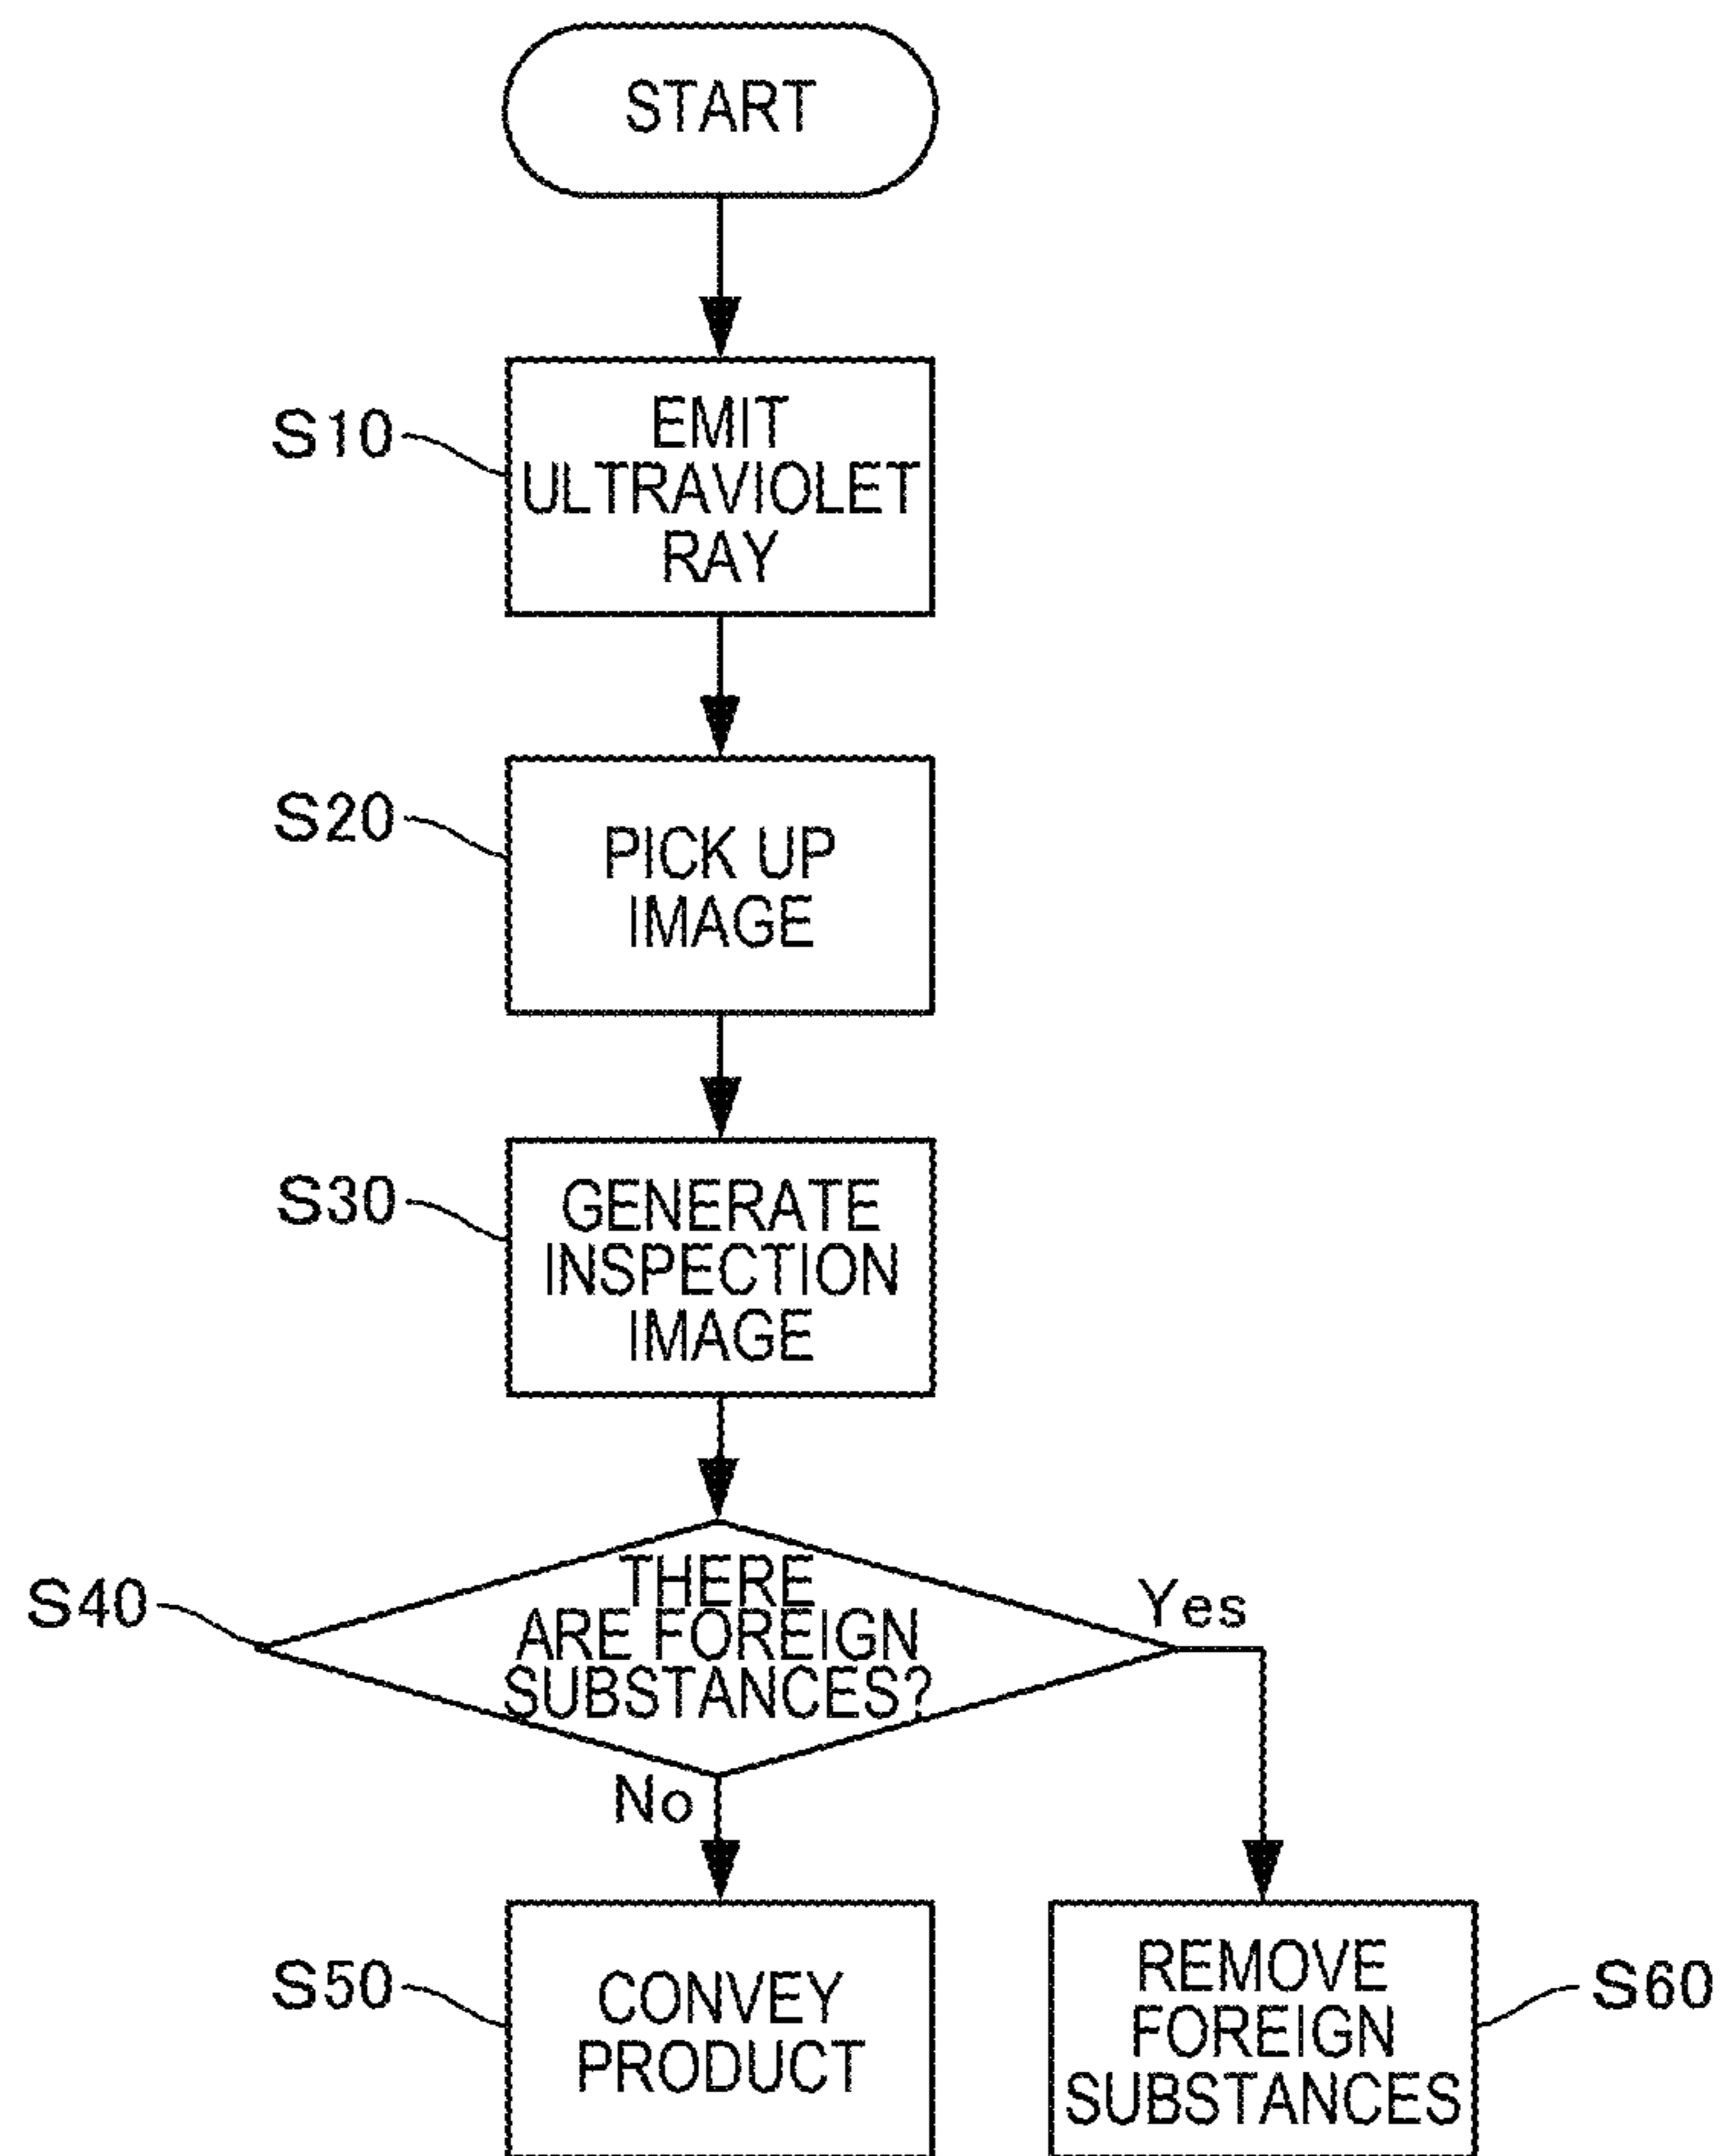 START
S10
EMIT
ULTRAVIOLET
RAY
S20
PICK UP
IMAGE
S30
GENERATE
INSPECTION
IMAGE
S40
THERE
ARE FOREIGN
SUBSTANCES?
Yes
No
S50
CONVEY
PRODUCT
REMOVE
FOREIGN
SUBSTANCES
S60